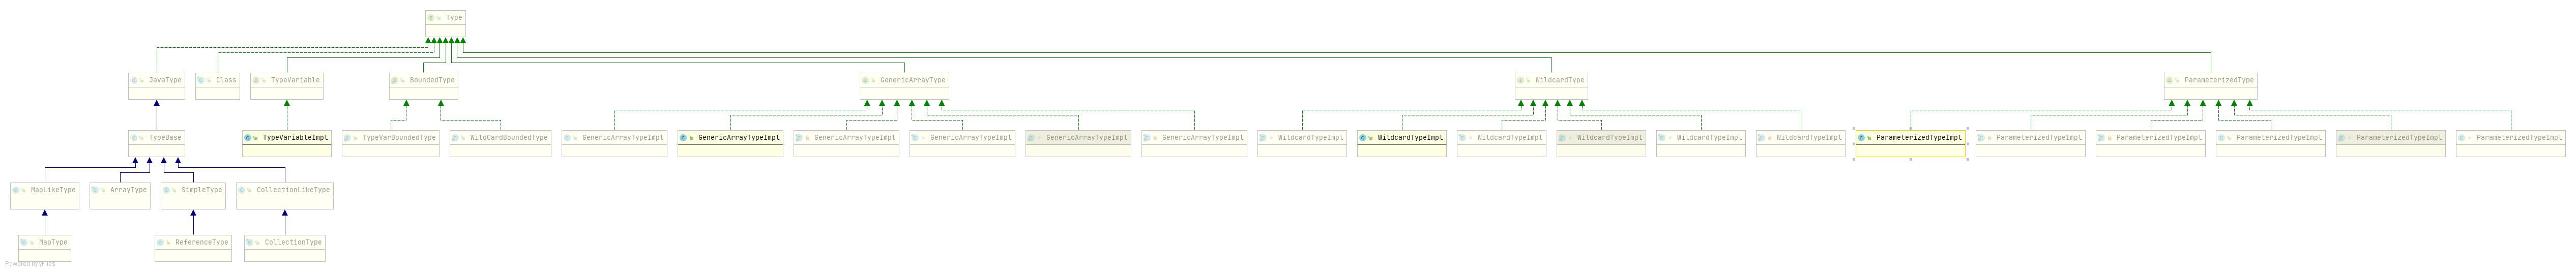 Type
JavaType
Class
TypeVariable
BoundedType
GenericArrayType
WildcardType
ParameterizedType
TypeBase
TypeVariableImpl
TypeVarBoundedType
WildCardBoundedType
GenericArrayTypeImpl
GenericArrayTypeImpl
GenericArrayTypeImpl
GenericArrayTypeImpl
GenericArrayTypeImpl
GenericArrayTypeImpl
WildcardTypeImpl
WildcardTypeImpl
WildcardTypeImpl
WildcardTypeImpl
WildcardTypeImpl
WildcardTypeImpl
ParameterizedTypeImpl
ParameterizedTypeImpl
ParameterizedTypeImpl
ParameterizedTypeImpl
ParameterizedTypeImpl
ParameterizedTypeImpl
MapLikeType
ArrayType
SimpleType
CollectionLikeType
MapType
ReferenceType
CollectionType
Powered by yFiles